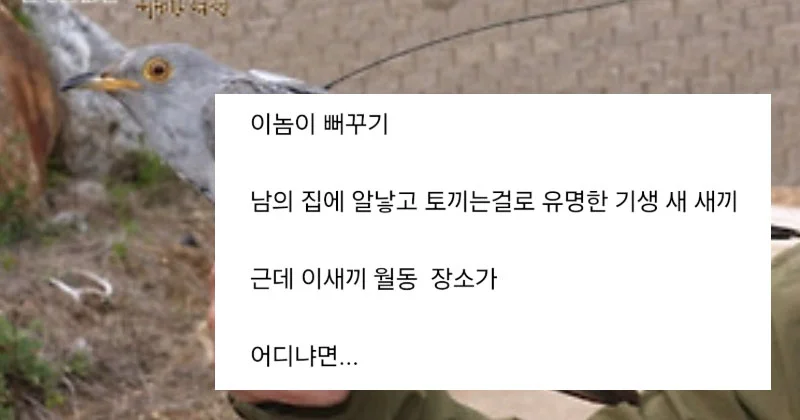 이놈이 뻐꾸기
남의 집에 알낳고 토끼는걸로 유명한 기생 새 새끼
근데 이새끼 월동 장소가
어디냐면...